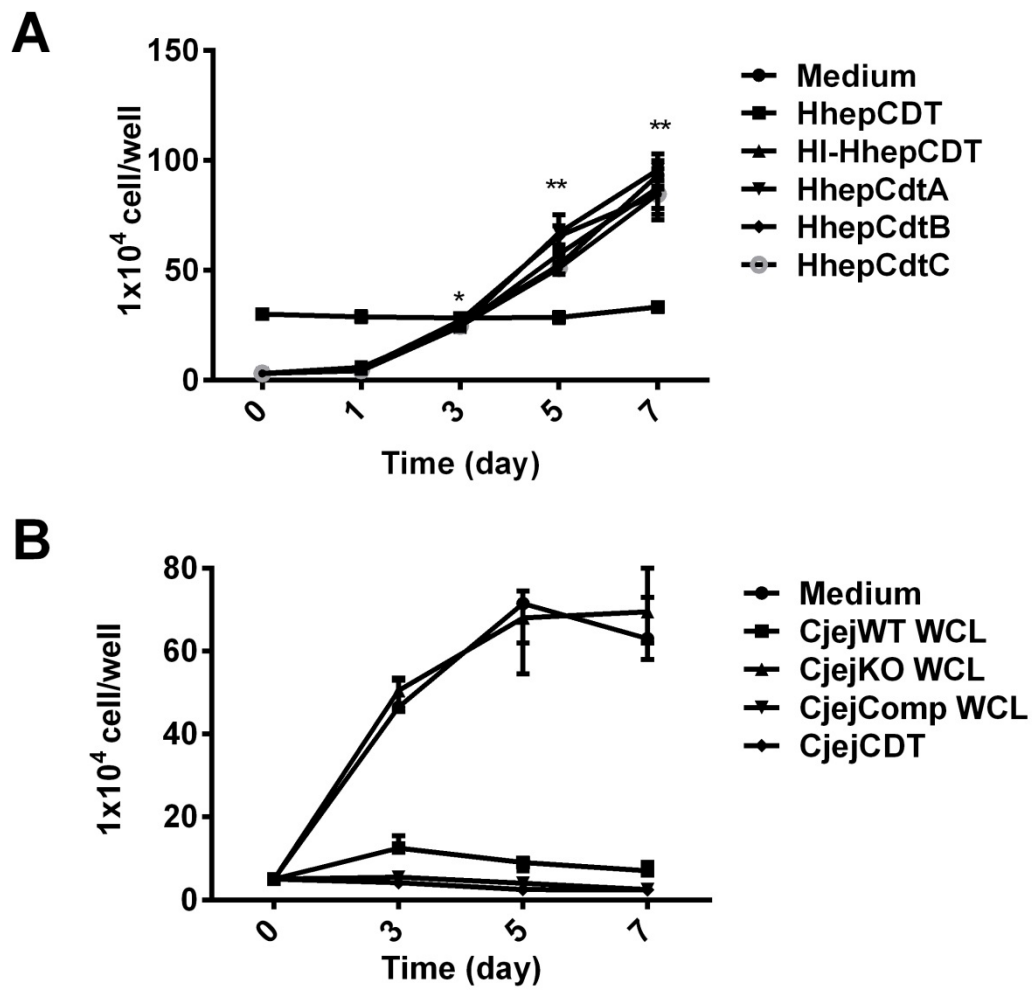 A
150
100
50
0
1x10⁴ cell/well
*
**
**
0 1 3 5 7
Time (day)
Medium
HhepCDT
HI-HhepCDT
HhepCdtA
HhepCdtB
HhepCdtC
B
80
60
40
20
0
1x10⁴ cell/well
0 3 5 7
Time (day)
Medium
CjejWT WCL
CjejKO WCL
CjejComp WCL
CjejCDT